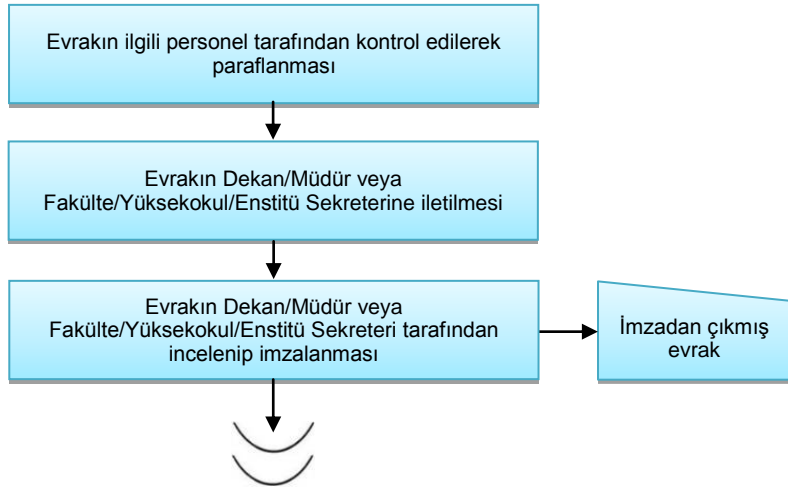 Evrakın ilgili personel tarafından kontrol edilerek
paraflanması
Evrakın Dekan/Müdür veya
Fakülte/Yüksekokul/Enstitü Sekreterine iletilmesi
Evrakın Dekan/Müdür veya
Fakülte/Yüksekokul/Enstitü Sekreteri tarafından
incelenip imzalanması
İmzadan çıkmış
evrak